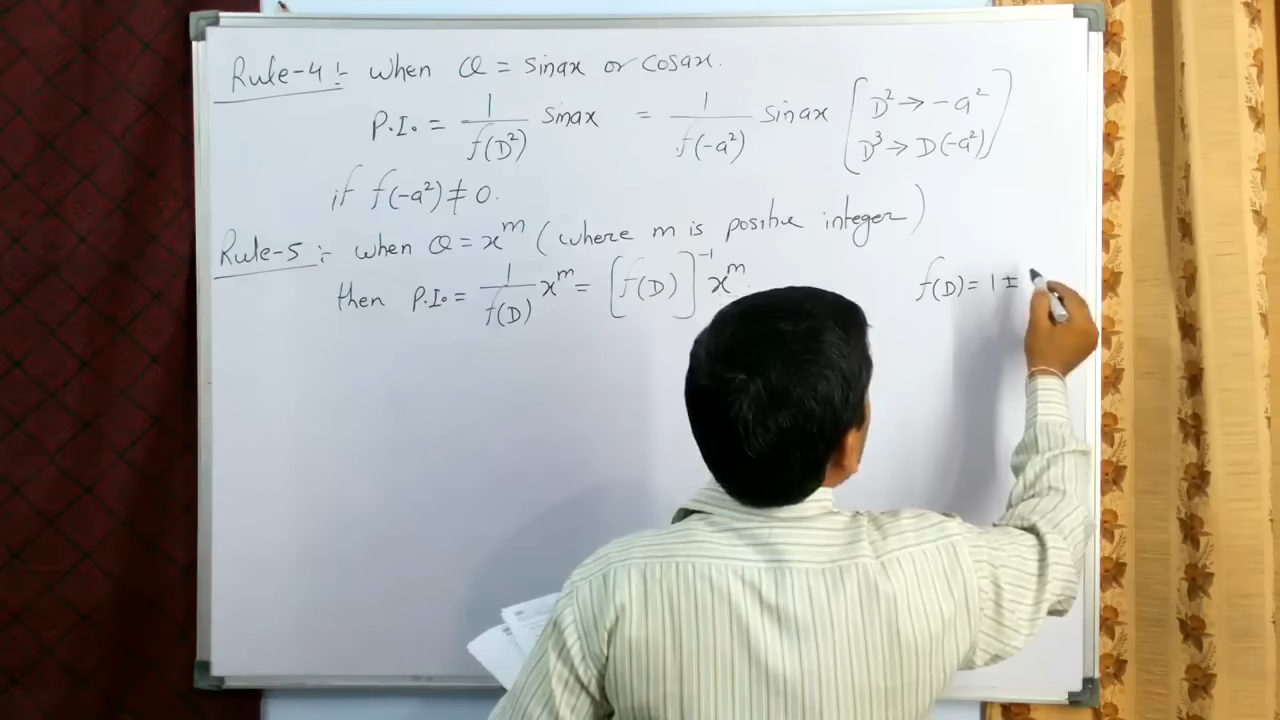 Rule-4 :- when Q = sinax or cosax.
P.I. = 1/f(D²) sinax = 1/f(-a²) sinax [D² → -a²
D³ → D(-a²)]
if f(-a²) ≠ 0.
Rule-5 :- when Q = x^m (where m is positive integer)
then P.I. = 1/f(D) x^m = [f(D)]^-1 x^m. f(D) = 1 ±